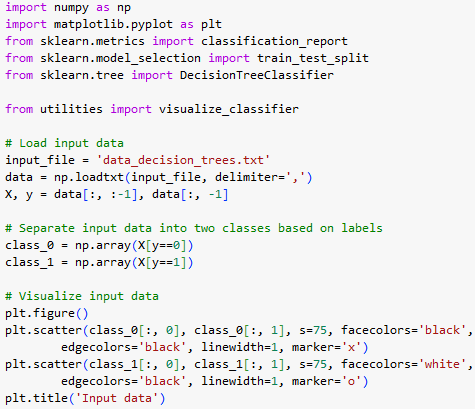 import numpy as np
import matplotlib.pyplot as plt
from sklearn.metrics import classification_report
from sklearn.model_selection import train_test_split
from sklearn.tree import DecisionTreeClassifier

from utilities import visualize_classifier

# Load input data
input_file = 'data_decision_trees.txt'
data = np.loadtxt(input_file, delimiter=',')
X, y = data[:, :-1], data[:, -1]

# Separate input data into two classes based on labels
class_0 = np.array(X[y==0])
class_1 = np.array(X[y==1])

# Visualize input data
plt.figure()
plt.scatter(class_0[:, 0], class_0[:, 1], s=75, facecolors='black',
        edgecolors='black', linewidth=1, marker='x')
plt.scatter(class_1[:, 0], class_1[:, 1], s=75, facecolors='white',
        edgecolors='black', linewidth=1, marker='o')
plt.title('Input data')